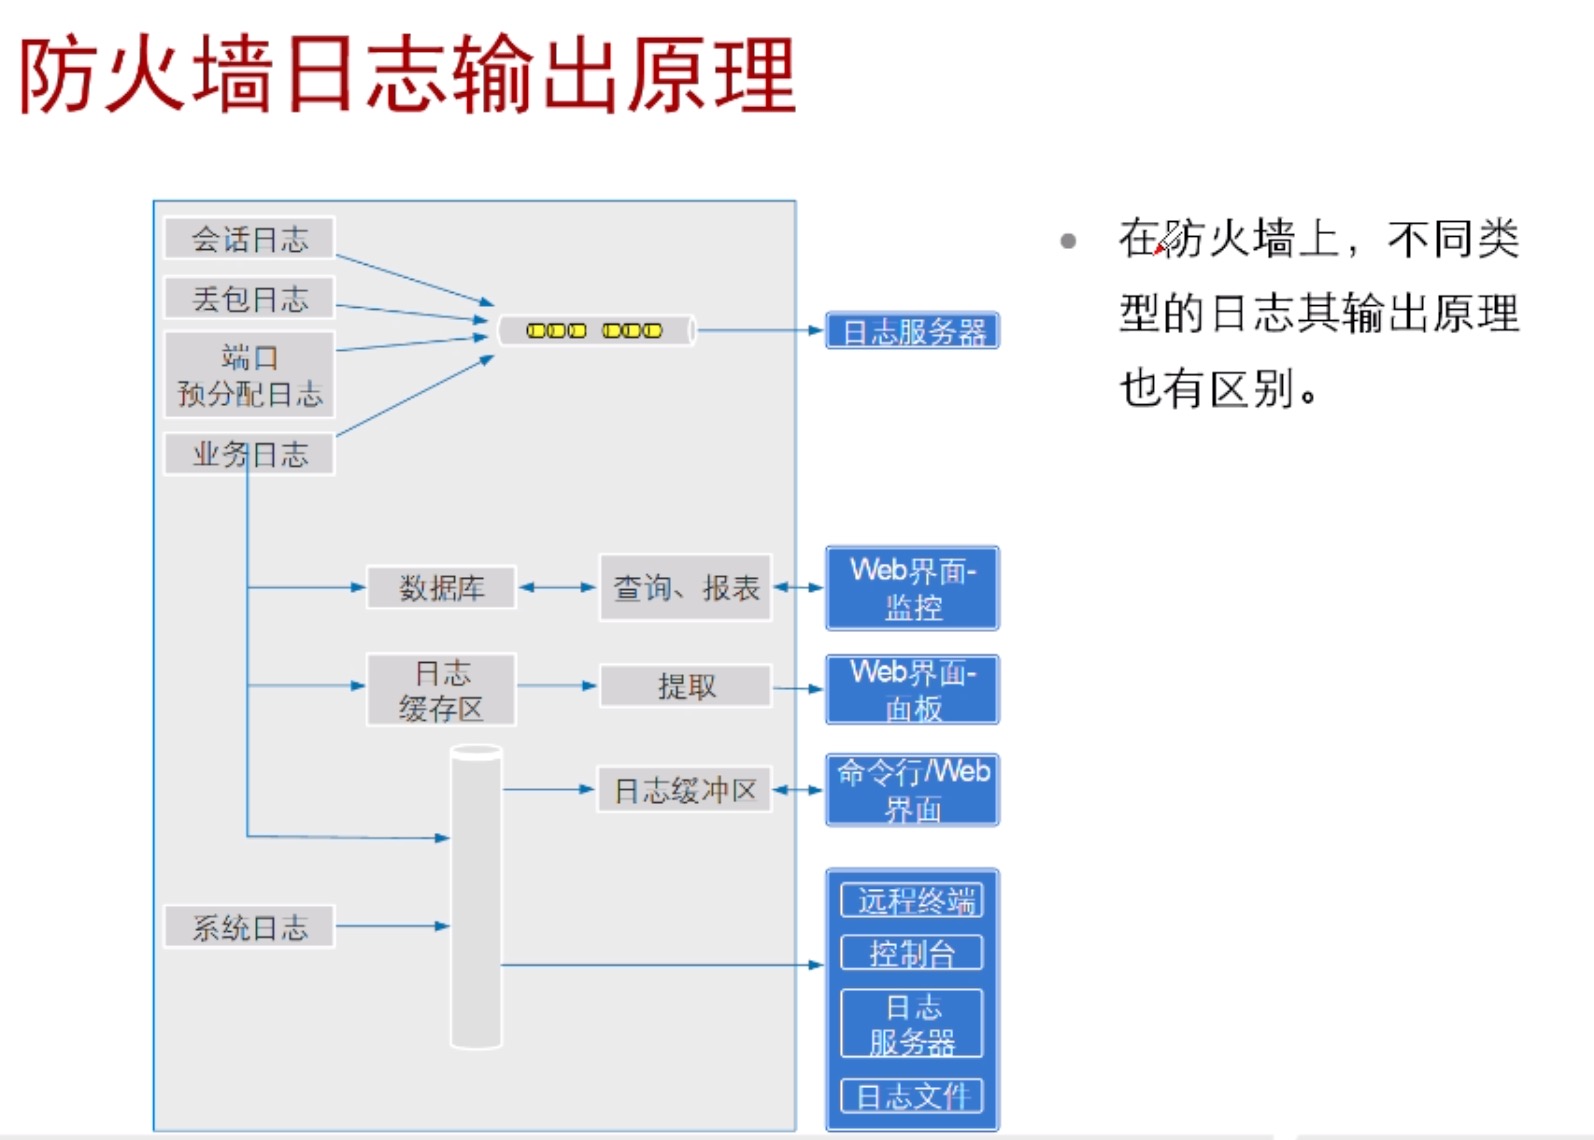 防火墙日志输出原理
会话日志
丢包日志
端口
预分配日志
业务日志
日志服务器
在防火墙上，不同类
型的日志其输出原理
也有区别。
数据库
查询、报表
Web界面-
监控
日志
缓存区
提取
Web界面-
面板
日志缓冲区
命令行/Web
界面
系统日志
远程终端
控制台
日志
服务器
日志文件